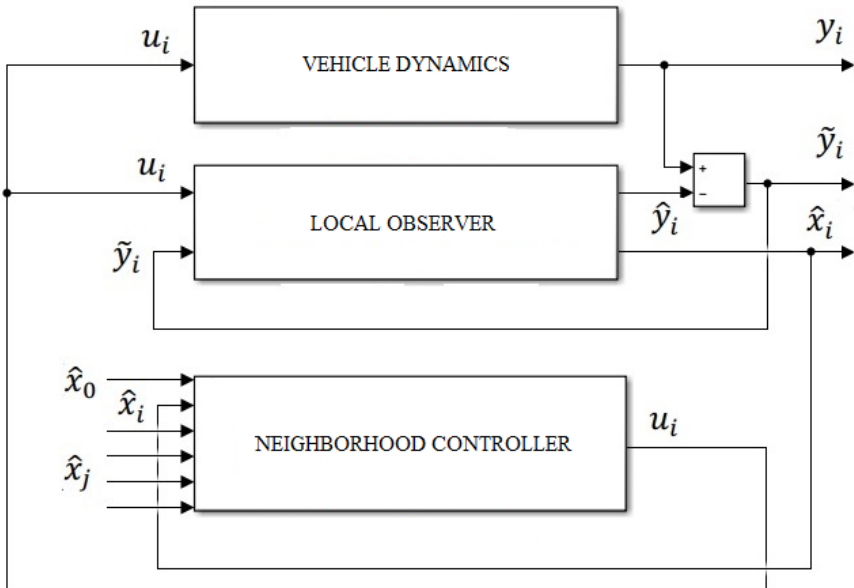 u_i
VEHICLE DYNAMICS
y_i
+
−
ỹ_i
u_i
LOCAL OBSERVER
ŷ_i
x̂_i
ỹ_i
x̂_0
x̂_i
NEIGHBORHOOD CONTROLLER
u_i
x̂_j